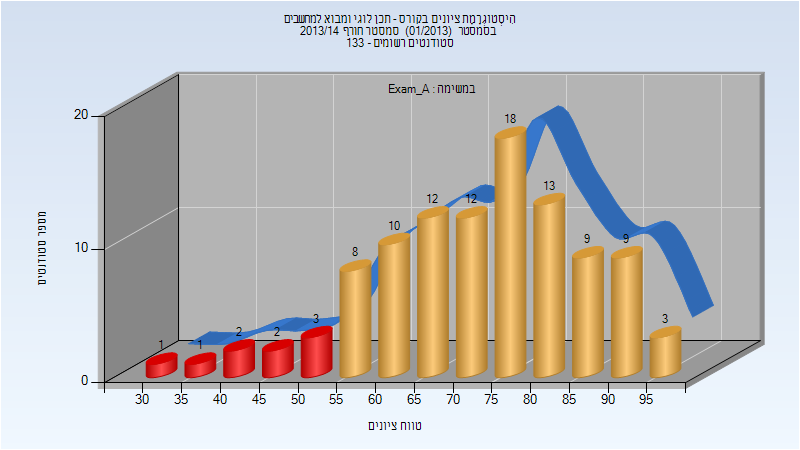 היסטוגרמת ציונים בקורס - תכן לוגי ומבוא למחשבים
בסמסטר (01/2013) סמסטר חורף 2013/14
סטודנטים רשומים - 133
במשימה : Exam_A
מספר סטודנטים
20
10
0
1
1
2
2
3
8
10
12
12
18
13
9
9
3
30 35 40 45 50 55 60 65 70 75 80 85 90 95
טווח ציונים